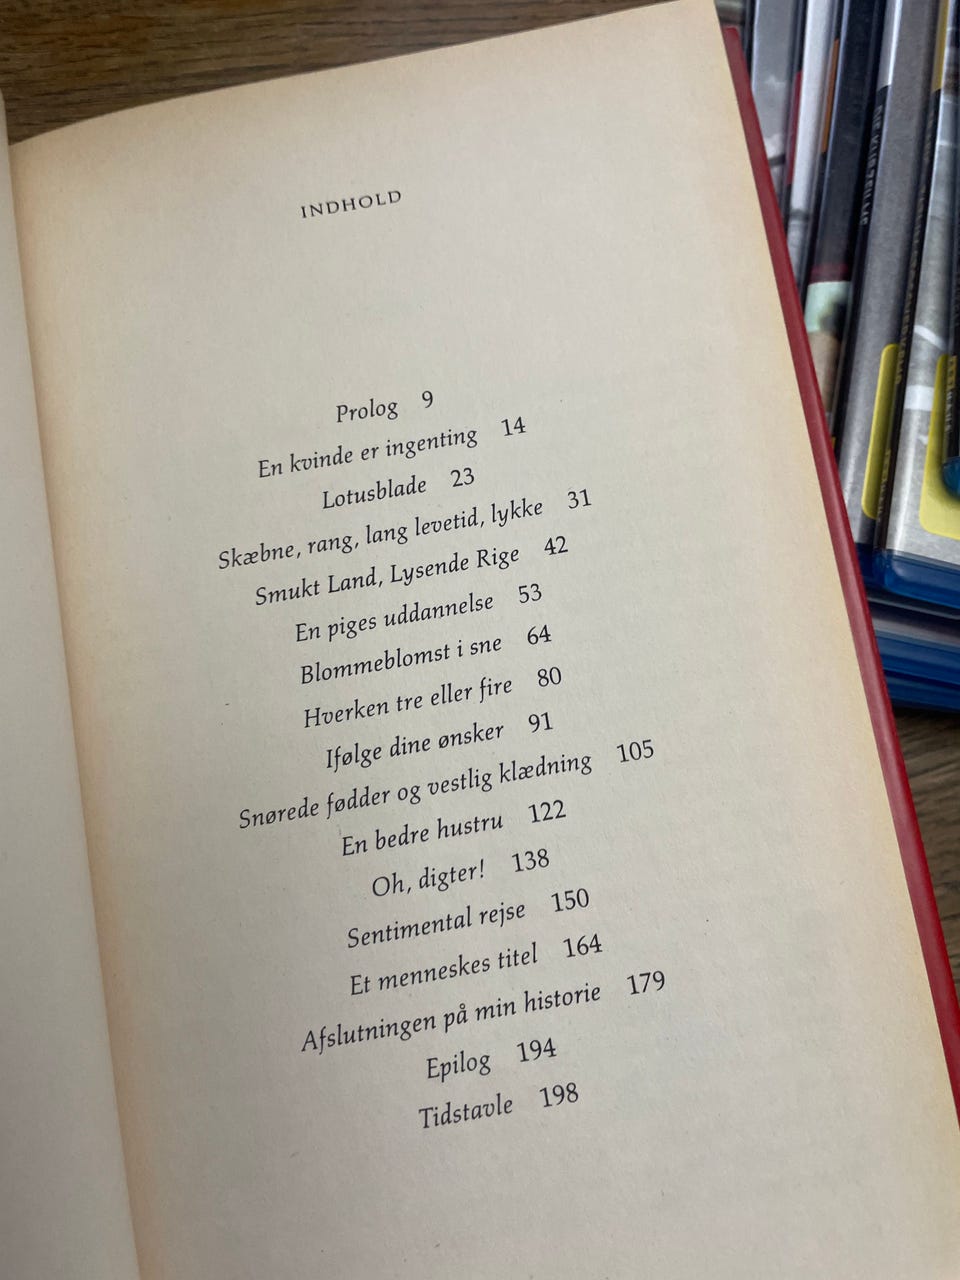 INDHOLD
Prolog 9
En kvinde er ingenting 14
Lotusblade 23
Skæbne, rang, lang levetid, lykke 31
Smukt Land, Lysende Rige 42
En piges uddannelse 53
Blommeblomst i sne 64
Hverken tre eller fire 80
Ifølge dine ønsker 91
Snørede fødder og vestlig klædning 105
En bedre hustru 122
Oh, digter! 138
Sentimental rejse 150
Et menneskes titel 164
Afslutningen på min historie 179
Epilog 194
Tidstavle 198